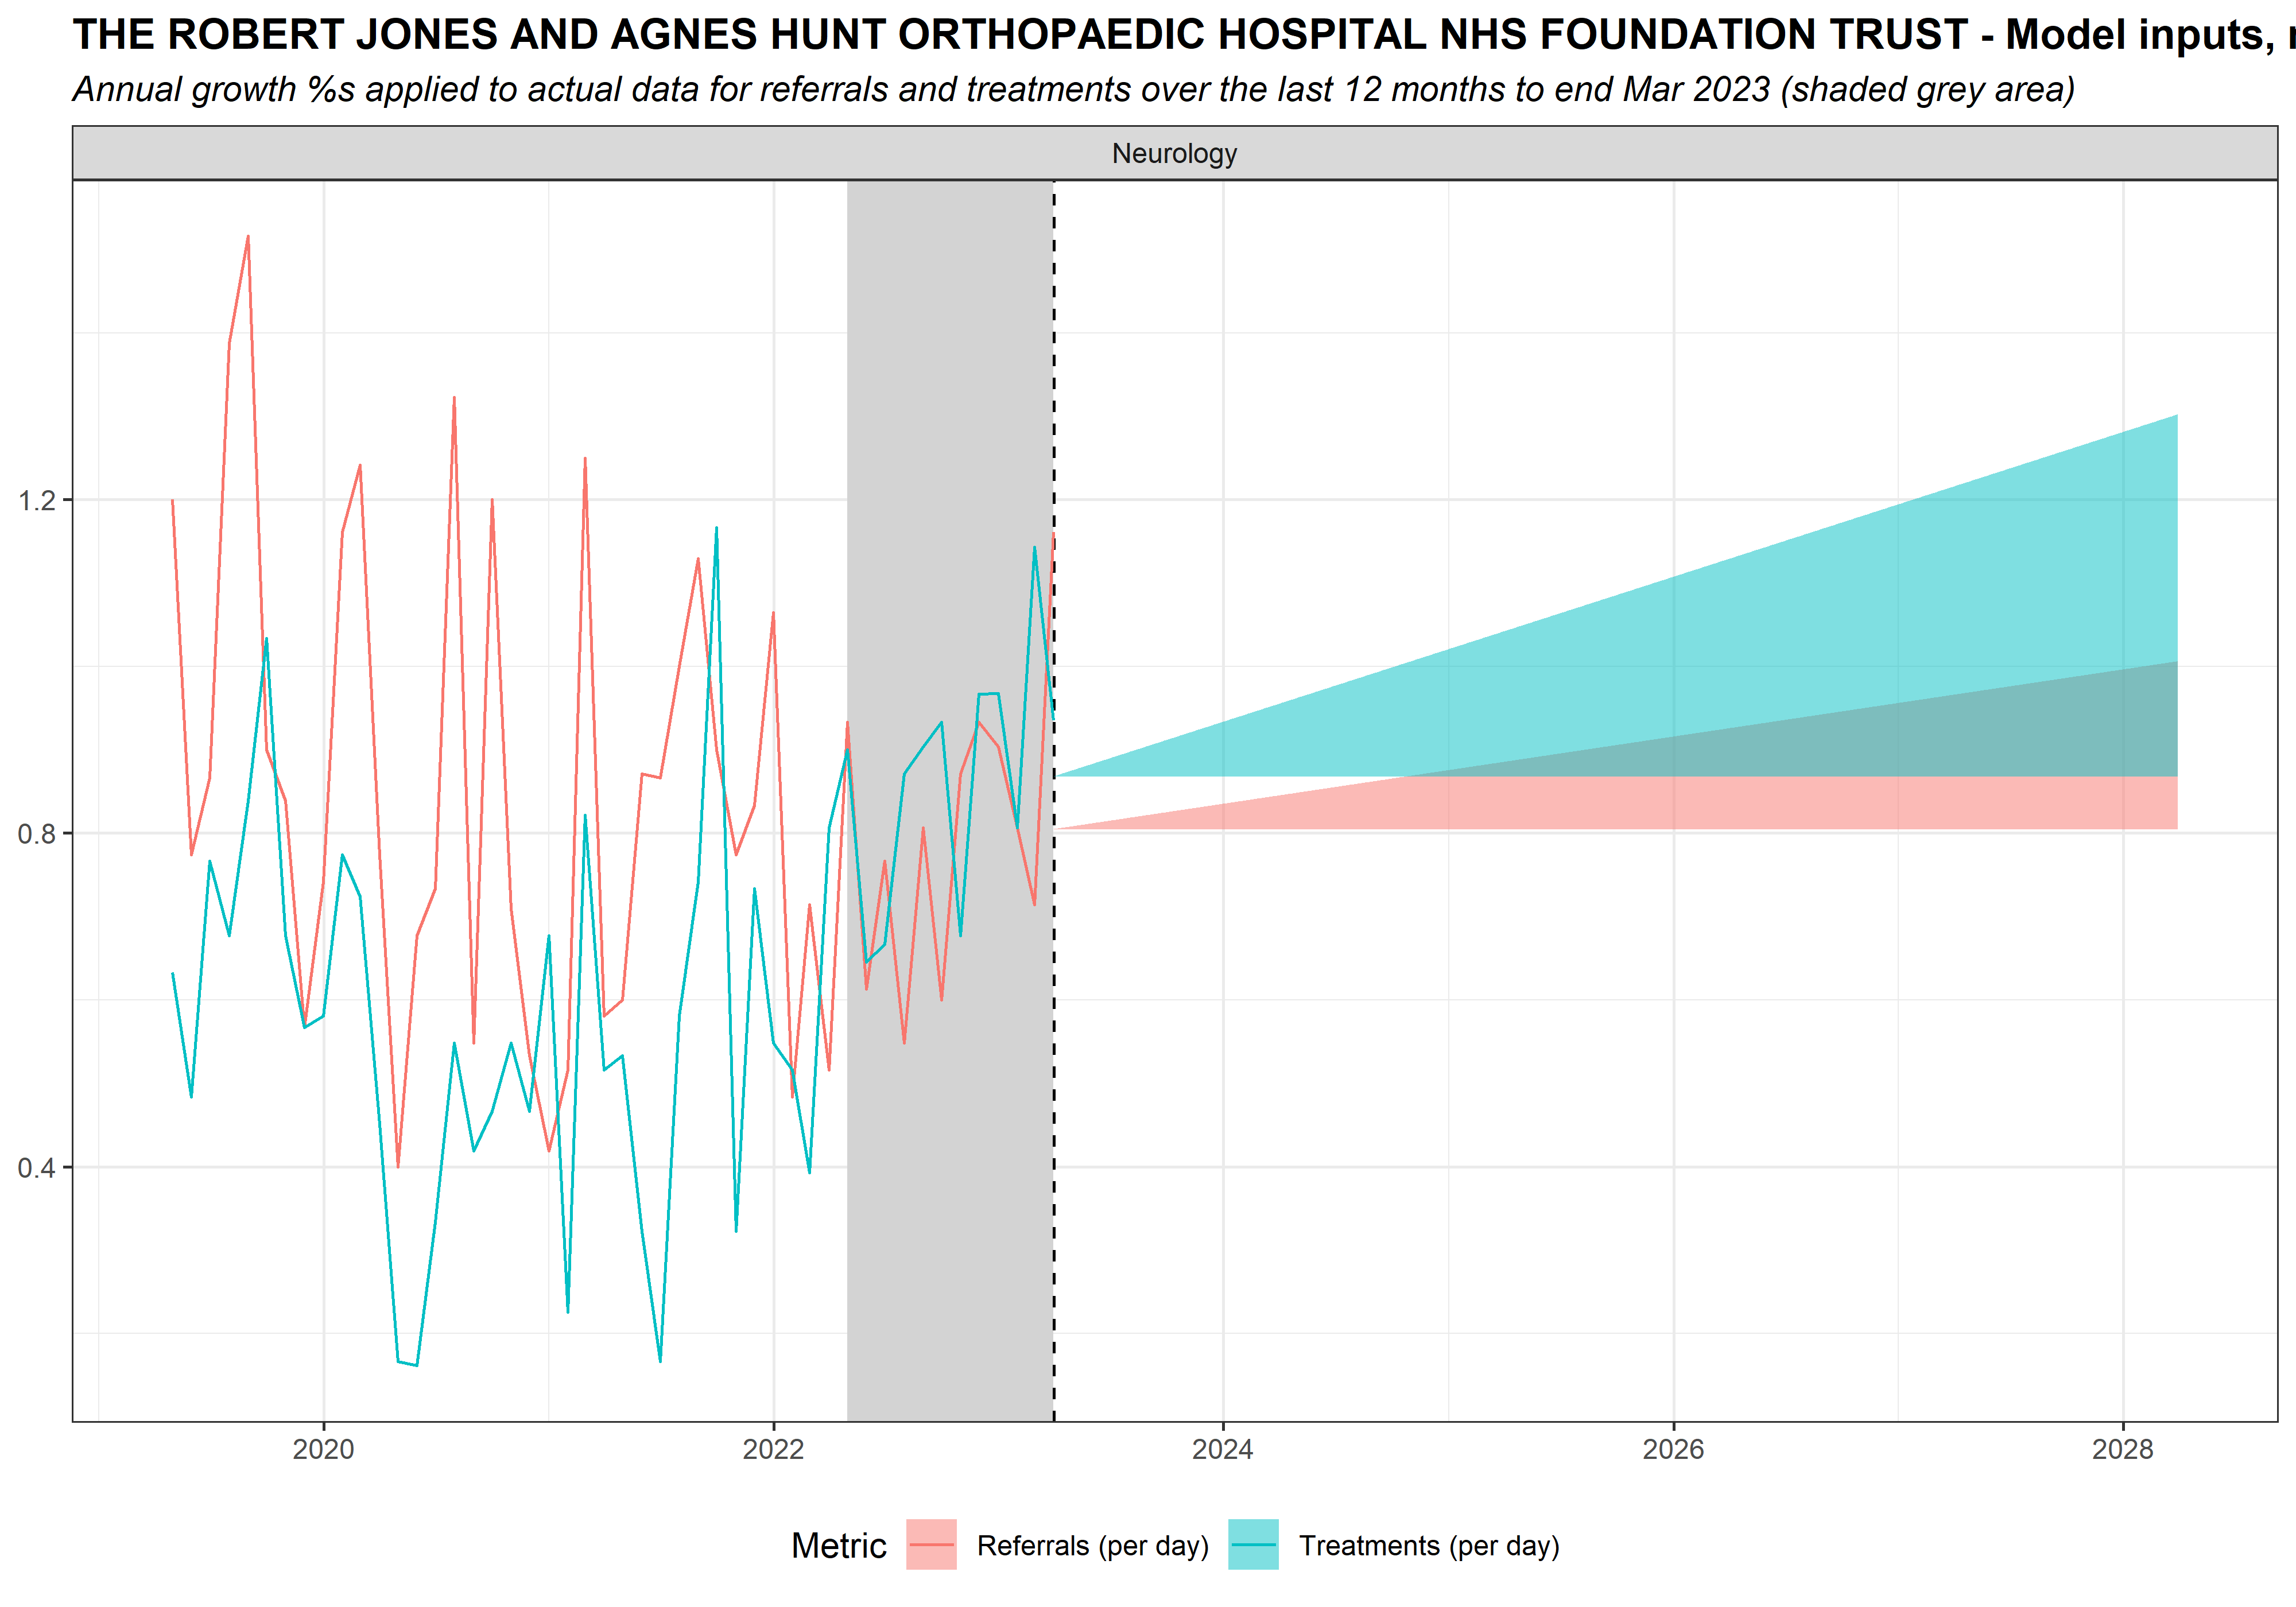 THE ROBERT JONES AND AGNES HUNT ORTHOPAEDIC HOSPITAL NHS FOUNDATION TRUST - Model inputs,
Annual growth %s applied to actual data for referrals and treatments over the last 12 months to end Mar 2023 (shaded grey area)
Neurology
1.2
0.8
0.4
2020 2022 2024 2026 2028
Metric Referrals (per day) Treatments (per day)